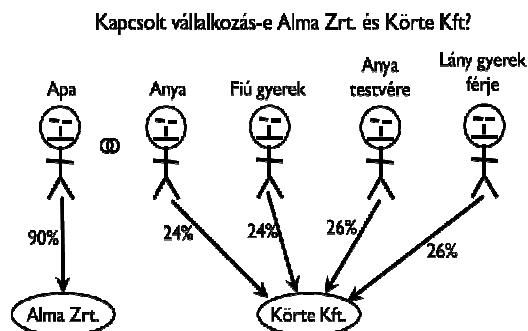 Kapcsolt vállalkozás-e Alma Zrt. és Körte Kft?
Apa
Anya
Fiú gyerek
Anya
testvére
Lány gyerek
férje
90%
24%
24%
26%
26%
Alma Zrt.
Körte Kft.